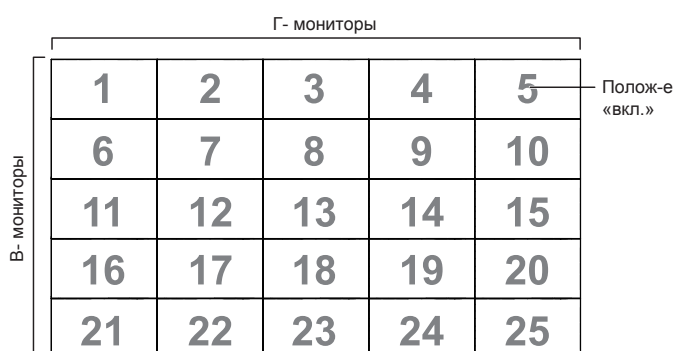 Г- мониторы
1 2 3 4 5
Полож-е
«вкл.»
6 7 8 9 10
В- мониторы
11 12 13 14 15
16 17 18 19 20
21 22 23 24 25